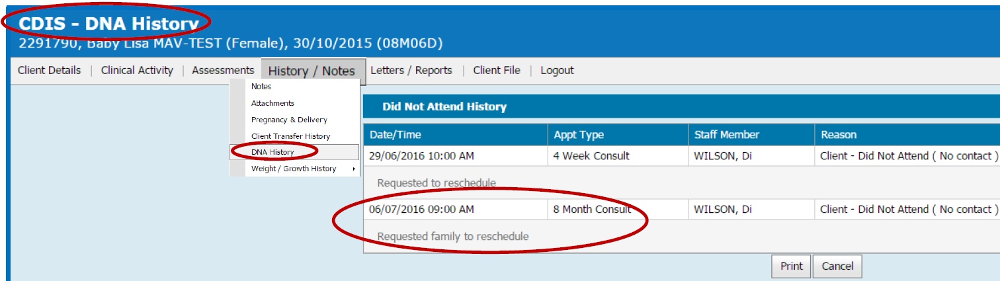 CDIS - DNA History
2291790, Baby Lisa MAV-TEST (Female), 30/10/2015 (08M06D)
Client Details | Clinical Activity | Assessments History / Notes Letters / Reports | Client File | Logout
Notes
Attachments
Pregnancy & Delivery
Client Transfer History
DNA History
Weight / Growth History
Did Not Attend History
Date/Time Appt Type Staff Member Reason
29/06/2016 10:00 AM 4 Week Consult WILSON, Di Client - Did Not Attend ( No contact )
Requested to reschedule
06/07/2016 09:00 AM 8 Month Consult WILSON, Di Client - Did Not Attend ( No contact )
Requested family to reschedule
Print Cancel